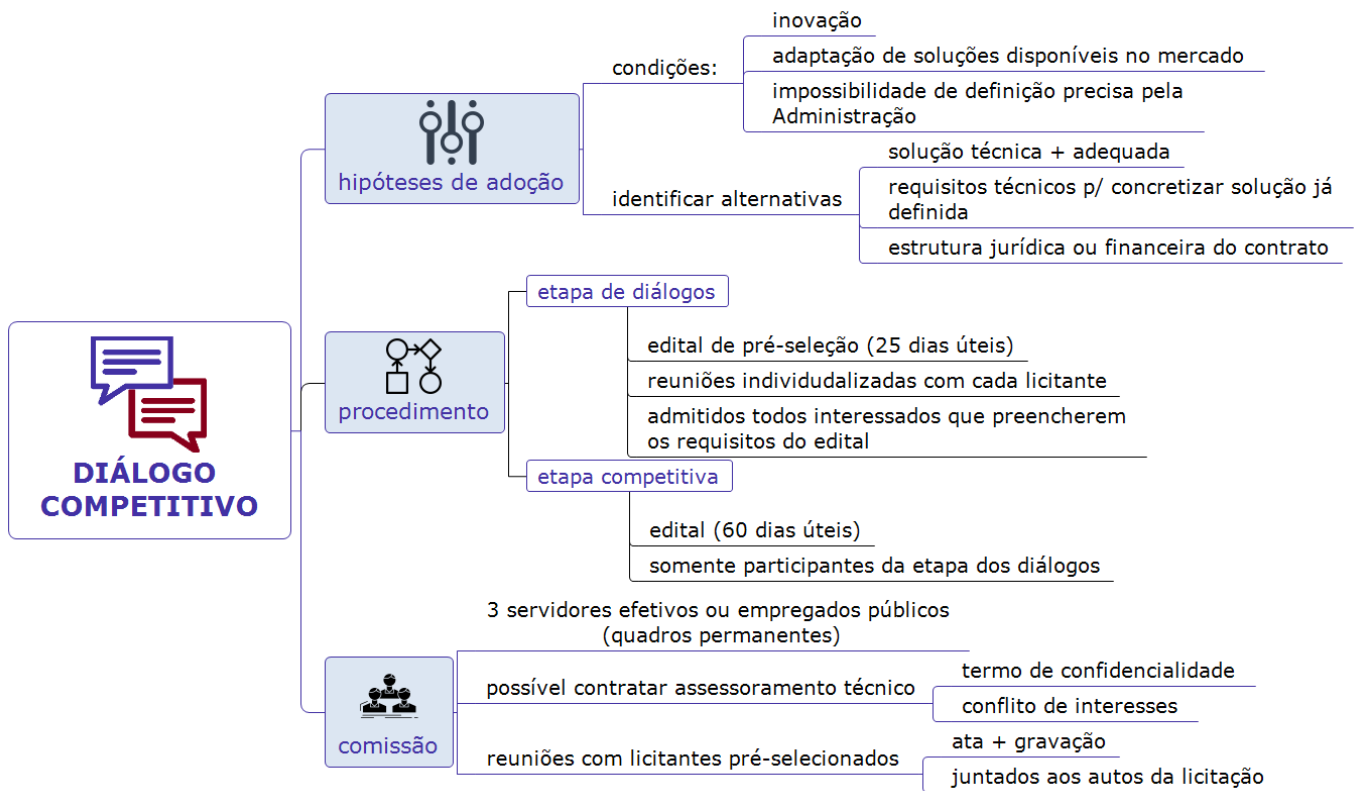 DIÁLOGO
COMPETITIVO
hipóteses de adoção
condições:
inovação
adaptação de soluções disponíveis no mercado
impossibilidade de definição precisa pela
Administração
identificar alternativas
solução técnica + adequada
requisitos técnicos p/ concretizar solução já
definida
estrutura jurídica ou financeira do contrato
procedimento
etapa de diálogos
edital de pré-seleção (25 dias úteis)
reuniões individudalizadas com cada licitante
admitidos todos interessados que preencherem
os requisitos do edital
etapa competitiva
edital (60 dias úteis)
somente participantes da etapa dos diálogos
comissão
3 servidores efetivos ou empregados públicos
(quadros permanentes)
possível contratar assessoramento técnico
termo de confidencialidade
conflito de interesses
reuniões com licitantes pré-selecionados
ata + gravação
juntados aos autos da licitação